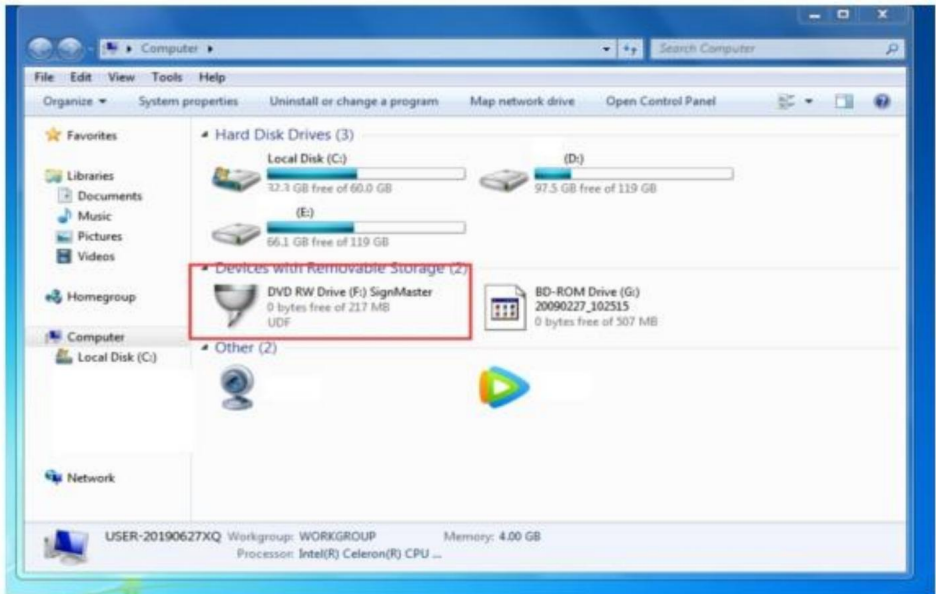 Computer
Search Computer
File Edit View Tools Help
Organize System properties Uninstall or change a program Map network drive Open Control Panel
Favorites
Libraries
Documents
Music
Pictures
Videos
Homegroup
Computer
Local Disk (C:)
Network
Hard Disk Drives (3)
Local Disk (C:)
32.3 GB free of 60.0 GB
(D:)
97.5 GB free of 119 GB
(E:)
66.1 GB free of 119 GB
Devices with Removable Storage (2)
DVD RW Drive (F:) SignMaster
0 bytes free of 217 MB
UDF
BD-ROM Drive (G:)
20090227_102515
0 bytes free of 507 MB
Other (2)
USER-20190627XQ Workgroup: WORKGROUP Memory: 4.00 GB
Processor: Intel(R) Celeron(R) CPU ...